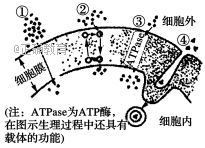 ① ② ③ 细胞外
④
ATPase
细胞膜
细胞内
(注：ATPase为ATP酶，
在图示生理过程中还具有
载体的功能)